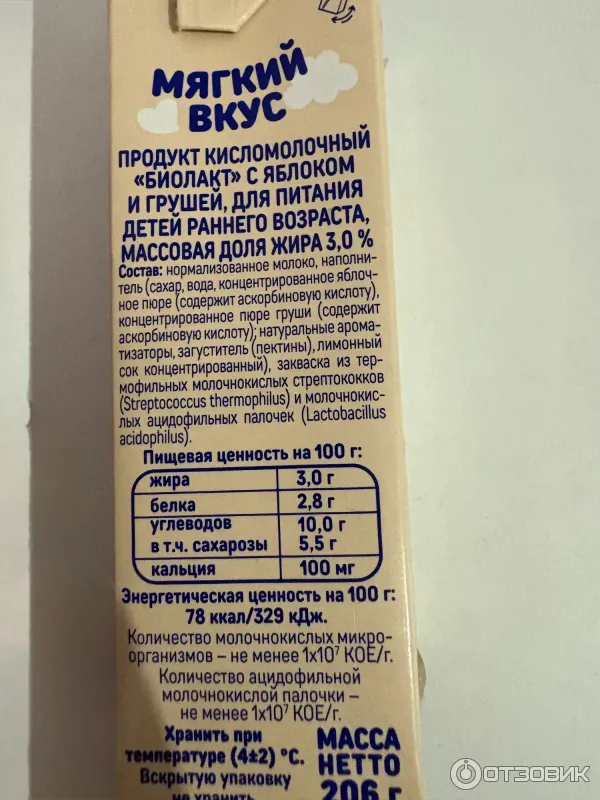 МЯГКИЙ
ВКУС
ПРОДУКТ КИСЛОМОЛОЧНЫЙ
«БИОЛАКТ» С ЯБЛОКОМ
И ГРУШЕЙ, ДЛЯ ПИТАНИЯ
ДЕТЕЙ РАННЕГО ВОЗРАСТА,
МАССОВАЯ ДОЛЯ ЖИРА 3,0 %
Состав: нормализованное молоко, наполни-
тель (сахар, вода, концентрированное яблоч-
ное пюре (содержит аскорбиновую кислоту),
концентрированное пюре груши (содержит
аскорбиновую кислоту); натуральные арома-
тизаторы, загуститель (пектины), лимонный
сок концентрированный), закваска из тер-
мофильных молочнокислых стрептококков
(Streptococcus thermophilus) и молочнокис-
лых ацидофильных палочек (Lactobacillus
acidophilus).
Пищевая ценность на 100 г:
жира 3,0 г
белка 2,8 г
углеводов 10,0 г
в т.ч. сахарозы 5,5 г
кальция 100 мг
Энергетическая ценность на 100 г:
78 ккал/329 кДж.
Количество молочнокислых микро-
организмов – не менее 1х10⁷ КОЕ/г.
Количество ацидофильной
молочнокислой палочки –
не менее 1х10⁷ КОЕ/г.
Хранить при
температуре (4±2) °С.
Вскрытую упаковку
не хранить
МАССА
НЕТТО
206 г
ОТЗОВИК